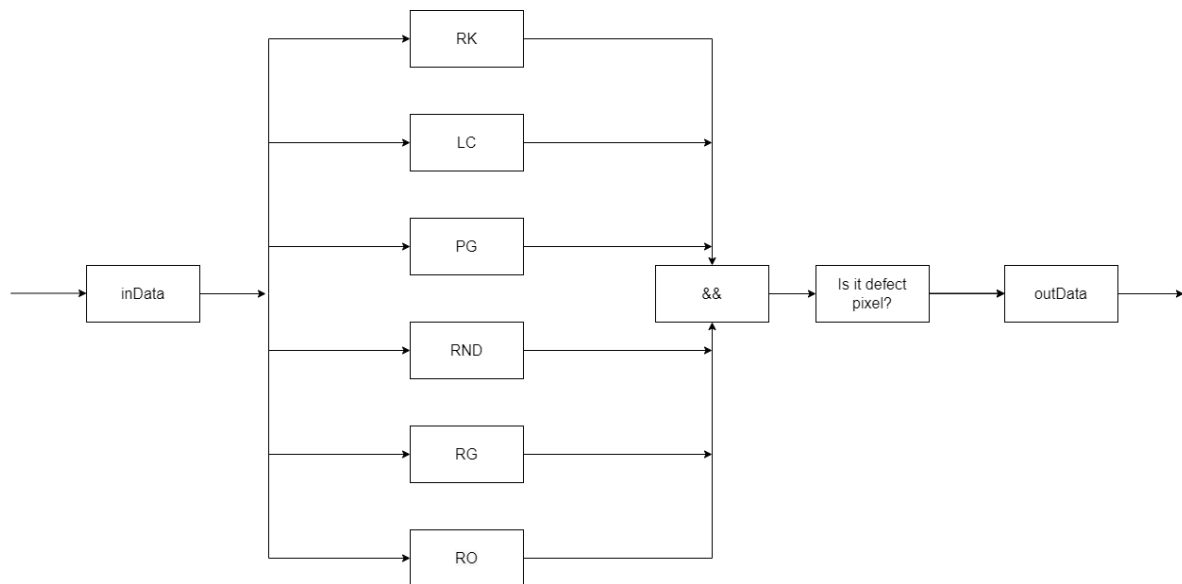 RK
LC
PG
inData
&&
Is it defect
pixel?
outData
RND
RG
RO